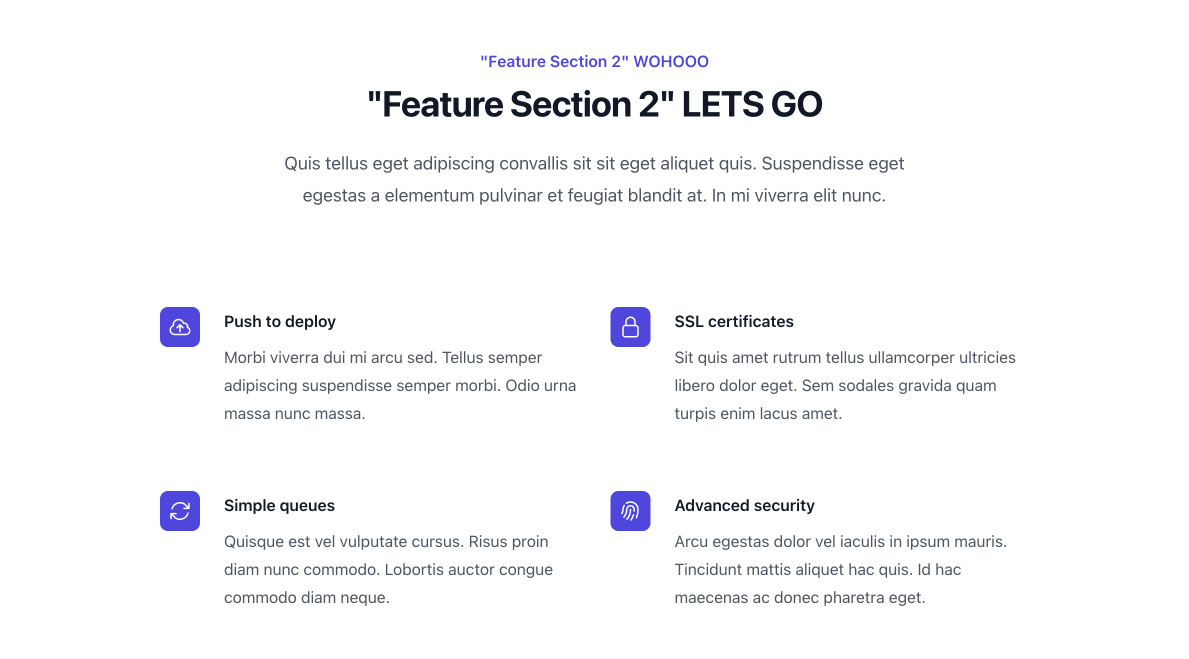 "Feature Section 2" WOHOOO
"Feature Section 2" LETS GO
Quis tellus eget adipiscing convallis sit sit eget aliquet quis. Suspendisse eget
egestas a elementum pulvinar et feugiat blandit at. In mi viverra elit nunc.
Push to deploy
Morbi viverra dui mi arcu sed. Tellus semper
adipiscing suspendisse semper morbi. Odio urna
massa nunc massa.
SSL certificates
Sit quis amet rutrum tellus ullamcorper ultricies
libero dolor eget. Sem sodales gravida quam
turpis enim lacus amet.
Simple queues
Quisque est vel vulputate cursus. Risus proin
diam nunc commodo. Lobortis auctor congue
commodo diam neque.
Advanced security
Arcu egestas dolor vel iaculis in ipsum mauris.
Tincidunt mattis aliquet hac quis. Id hac
maecenas ac donec pharetra eget.